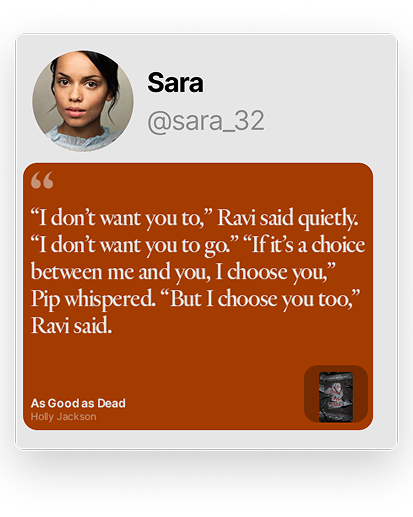 Sara
@sara_32
“
“I don’t want you to,” Ravi said quietly.
“I don’t want you to go.” “If it’s a choice
between me and you, I choose you,”
Pip whispered. “But I choose you too,”
Ravi said.
As Good as Dead
Holly Jackson